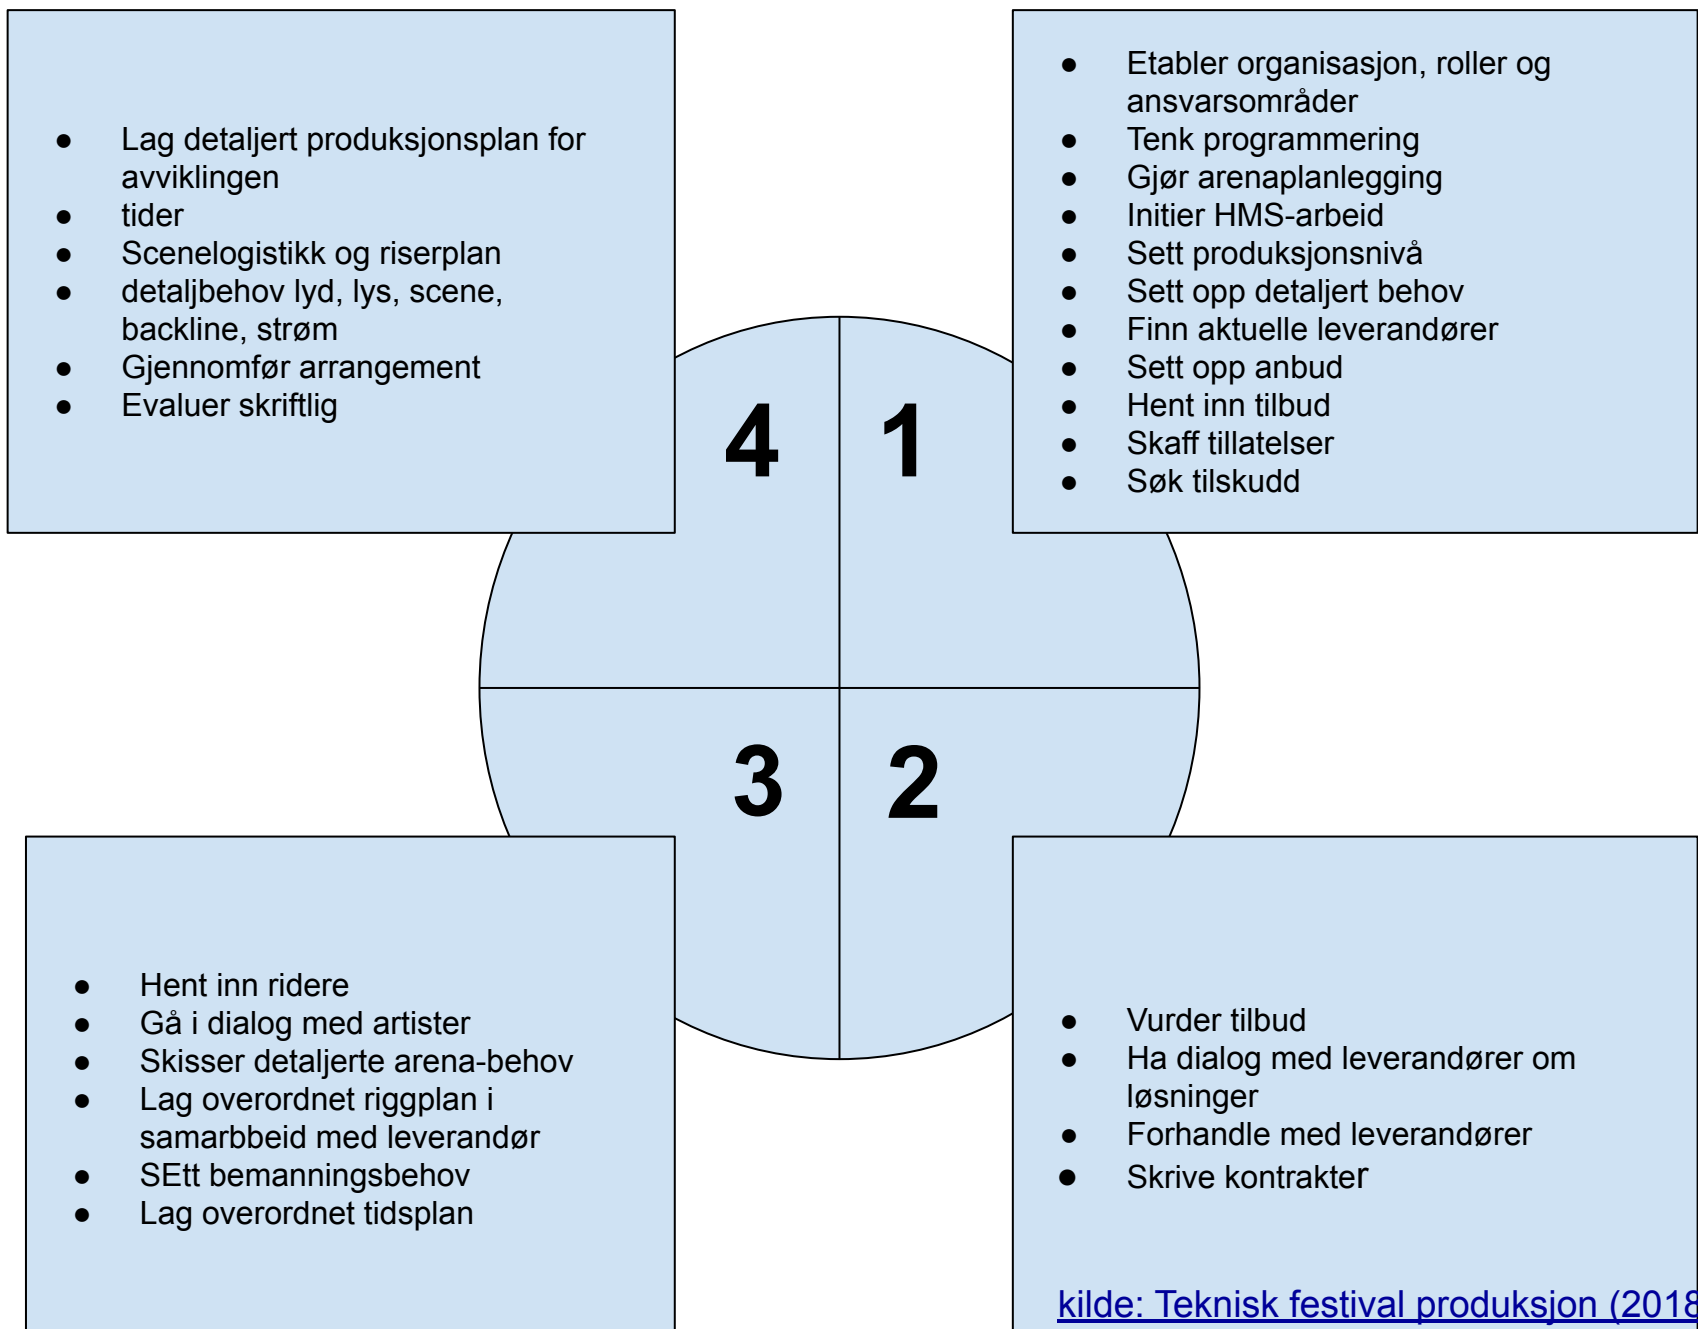 ● Lag detaljert produksjonsplan for
avviklingen
● tider
● Scenelogistikk og riserplan
● detaljbehov lyd, lys, scene,
backline, strøm
● Gjennomfør arrangement
● Evaluer skriftlig
● Etabler organisasjon, roller og
ansvarsområder
● Tenk programmering
● Gjør arenaplanlegging
● Initier HMS-arbeid
● Sett produksjonsnivå
● Sett opp detaljert behov
● Finn aktuelle leverandører
● Sett opp anbud
● Hent inn tilbud
● Skaff tillatelser
● Søk tilskudd
4 1
3 2
● Hent inn ridere
● Gå i dialog med artister
● Skisser detaljerte arena-behov
● Lag overordnet riggplan i
samarbbeid med leverandør
● SEtt bemanningsbehov
● Lag overordnet tidsplan
● Vurder tilbud
● Ha dialog med leverandører om
løsninger
● Forhandle med leverandører
● Skrive kontrakter
kilde: Teknisk festival produksjon (2018